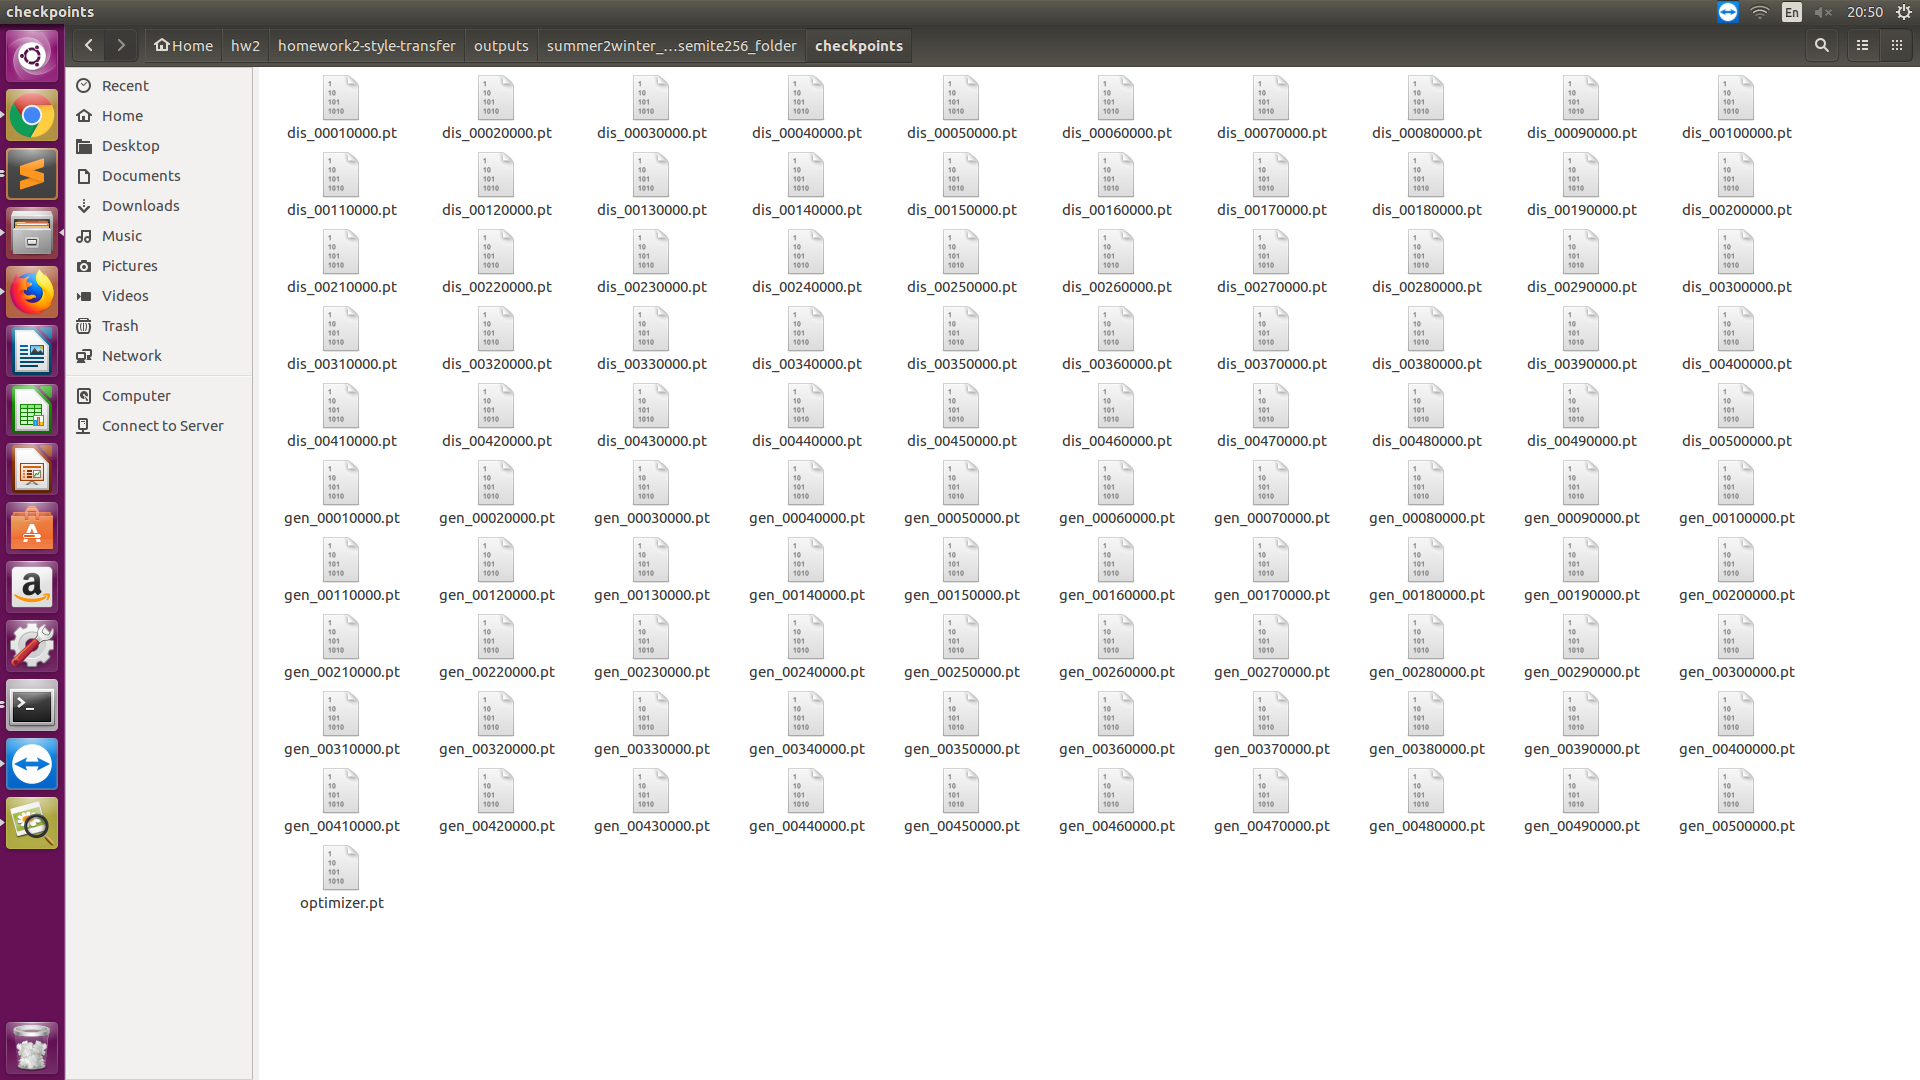 checkpoints
En
20:50
Home
hw2
homework2-style-transfer
outputs
summer2winter_...semite256_folder
checkpoints
Recent
Home
Desktop
Documents
Downloads
Music
Pictures
Videos
Trash
Network
Computer
Connect to Server
dis_00010000.pt dis_00020000.pt dis_00030000.pt dis_00040000.pt dis_00050000.pt dis_00060000.pt dis_00070000.pt dis_00080000.pt dis_00090000.pt dis_00100000.pt
dis_00110000.pt dis_00120000.pt dis_00130000.pt dis_00140000.pt dis_00150000.pt dis_00160000.pt dis_00170000.pt dis_00180000.pt dis_00190000.pt dis_00200000.pt
dis_00210000.pt dis_00220000.pt dis_00230000.pt dis_00240000.pt dis_00250000.pt dis_00260000.pt dis_00270000.pt dis_00280000.pt dis_00290000.pt dis_00300000.pt
dis_00310000.pt dis_00320000.pt dis_00330000.pt dis_00340000.pt dis_00350000.pt dis_00360000.pt dis_00370000.pt dis_00380000.pt dis_00390000.pt dis_00400000.pt
dis_00410000.pt dis_00420000.pt dis_00430000.pt dis_00440000.pt dis_00450000.pt dis_00460000.pt dis_00470000.pt dis_00480000.pt dis_00490000.pt dis_00500000.pt
gen_00010000.pt gen_00020000.pt gen_00030000.pt gen_00040000.pt gen_00050000.pt gen_00060000.pt gen_00070000.pt gen_00080000.pt gen_00090000.pt gen_00100000.pt
gen_00110000.pt gen_00120000.pt gen_00130000.pt gen_00140000.pt gen_00150000.pt gen_00160000.pt gen_00170000.pt gen_00180000.pt gen_00190000.pt gen_00200000.pt
gen_00210000.pt gen_00220000.pt gen_00230000.pt gen_00240000.pt gen_00250000.pt gen_00260000.pt gen_00270000.pt gen_00280000.pt gen_00290000.pt gen_00300000.pt
gen_00310000.pt gen_00320000.pt gen_00330000.pt gen_00340000.pt gen_00350000.pt gen_00360000.pt gen_00370000.pt gen_00380000.pt gen_00390000.pt gen_00400000.pt
gen_00410000.pt gen_00420000.pt gen_00430000.pt gen_00440000.pt gen_00450000.pt gen_00460000.pt gen_00470000.pt gen_00480000.pt gen_00490000.pt gen_00500000.pt
optimizer.pt